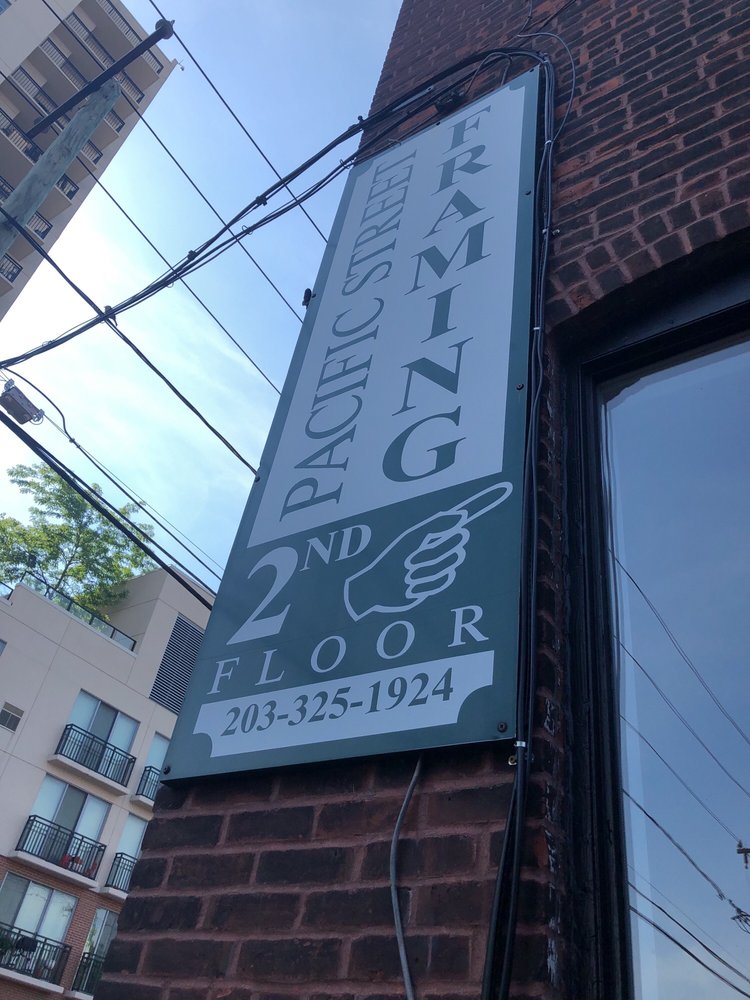 PACIFIC STREET
FRAMING
2ND
FLOOR
203-325-1924